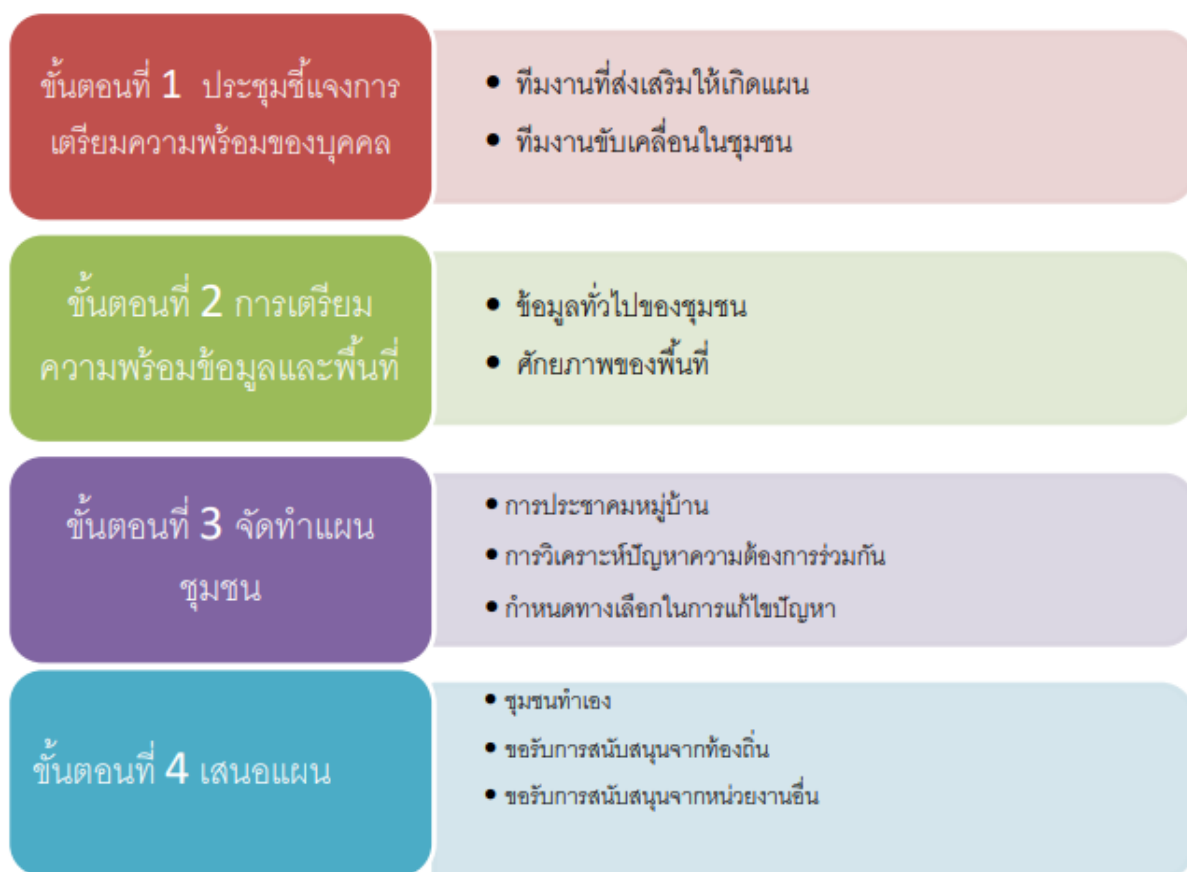 ขั้นตอนที่ 1 ประชุมชี้แจงการ
เตรียมความพร้อมของบุคคล
• ทีมงานที่ส่งเสริมให้เกิดแผน
• ทีมงานขับเคลื่อนในชุมชน
ขั้นตอนที่ 2 การเตรียม
ความพร้อมข้อมูลและพื้นที่
• ข้อมูลทั่วไปของชุมชน
• ศักยภาพของพื้นที่
ขั้นตอนที่ 3 จัดทำแผน
ชุมชน
• การประชาคมหมู่บ้าน
• การวิเคราะห์ปัญหาความต้องการร่วมกัน
• กำหนดทางเลือกในการแก้ไขปัญหา
ขั้นตอนที่ 4 เสนอแผน
• ชุมชนทำเอง
• ขอรับการสนับสนุนจากท้องถิ่น
• ขอรับการสนับสนุนจากหน่วยงานอื่น